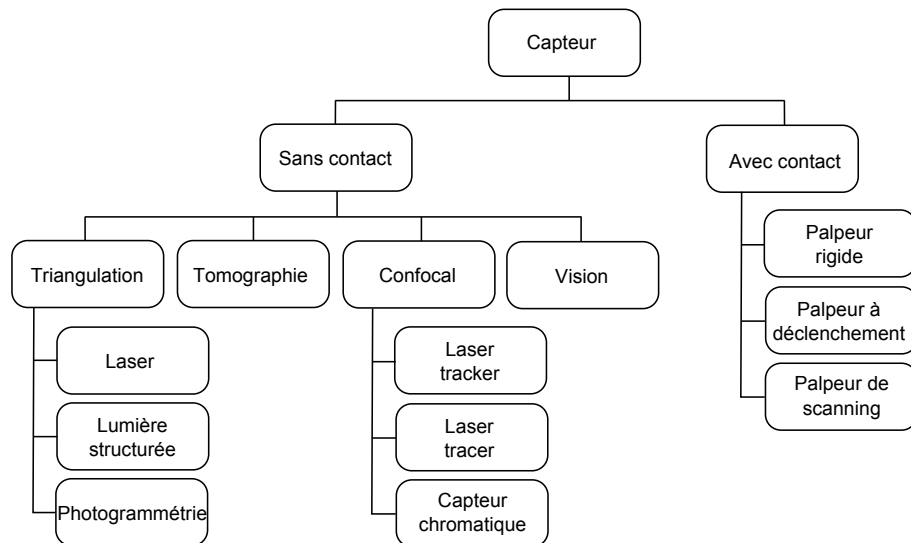 Capteur
Sans contact
Avec contact
Triangulation
Tomographie
Confocal
Vision
Laser
Lumière
structurée
Photogrammétrie
Laser
tracker
Laser
tracer
Capteur
chromatique
Palpeur
rigide
Palpeur à
déclenchement
Palpeur de
scanning